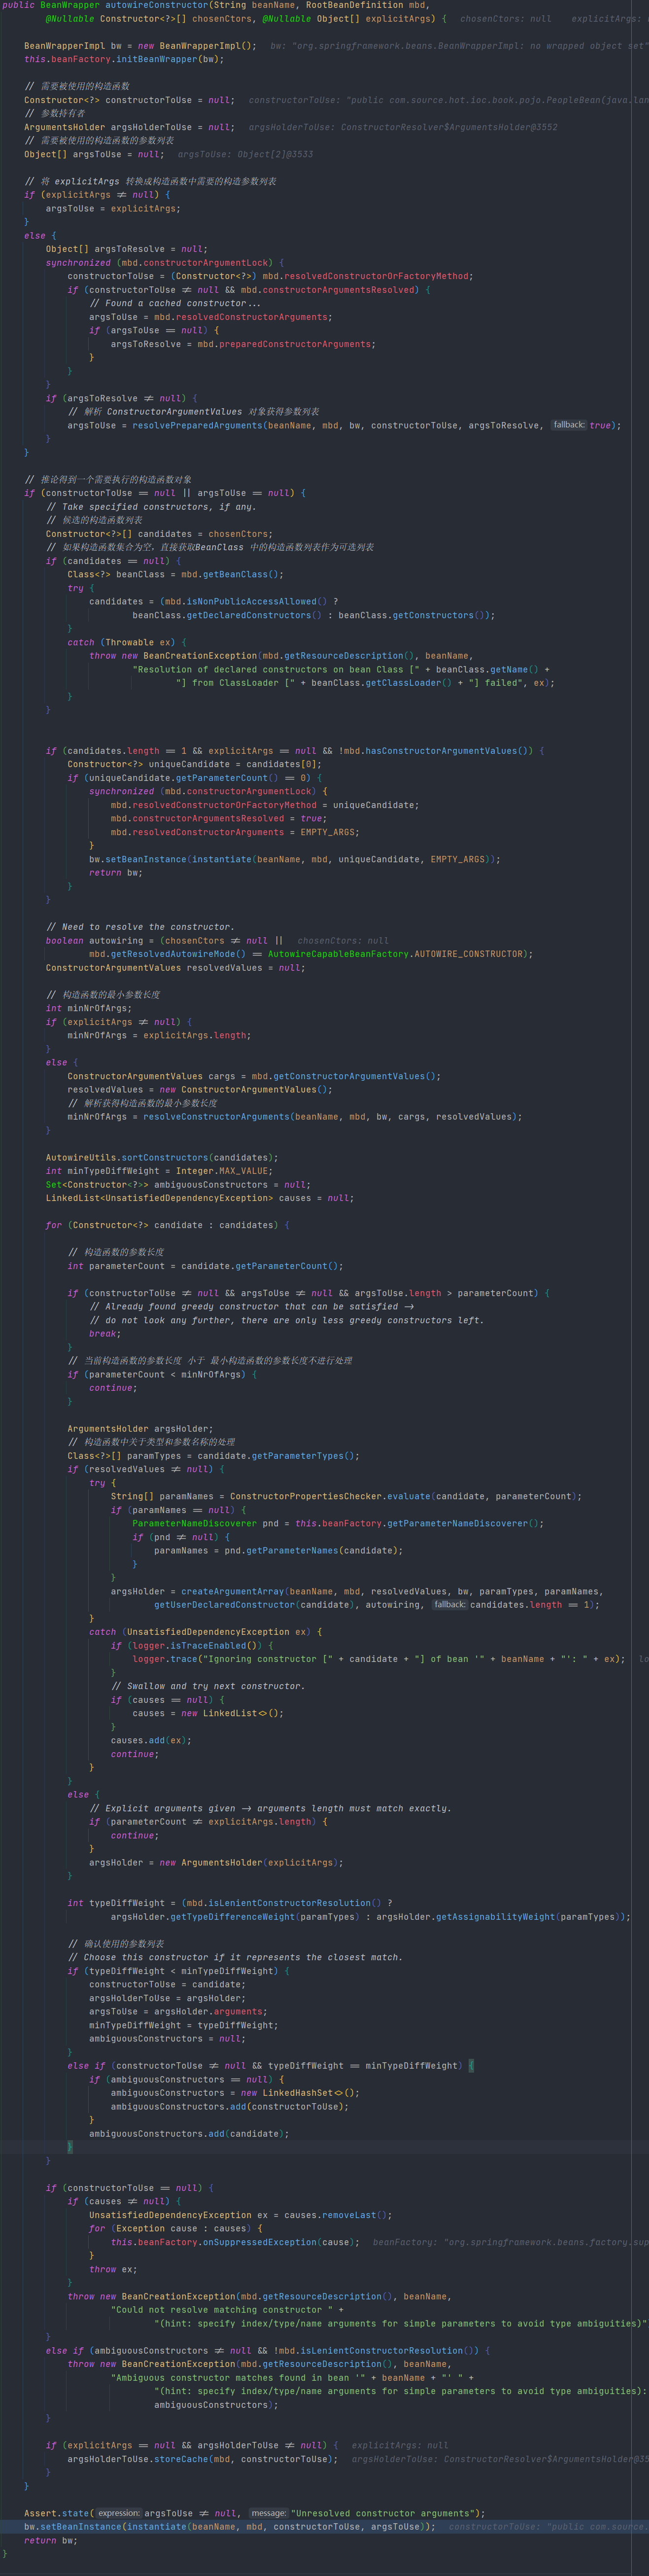 public BeanWrapper autowireConstructor(String beanName, RootBeanDefinition mbd,
@Nullable Constructor<?>[] chosenCtors, @Nullable Object[] explicitArgs) { chosenCtors: null explicitArgs:
BeanWrapperImpl bw = new BeanWrapperImpl(); bw: "org.springframework.beans.BeanWrapperImpl: no wrapped object set"
this.beanFactory.initBeanWrapper(bw);
// 需要被使用的构造函数
Constructor<?> constructorToUse = null; constructorToUse: "public com.source.hot.ioc.book.pojo.PeopleBean(java.lan
// 参数持有者
ArgumentsHolder argsHolderToUse = null; argsHolderToUse: ConstructorResolver$ArgumentsHolder@3552
// 需要被使用的构造函数的参数列表
Object[] argsToUse = null; argsToUse: Object[2]@3533
// 将 explicitArgs 转换成构造函数中需要的构造参数列表
if (explicitArgs != null) {
argsToUse = explicitArgs;
}
else {
Object[] argsToResolve = null;
synchronized (mbd.constructorArgumentLock) {
constructorToUse = (Constructor<?>) mbd.resolvedConstructorOrFactoryMethod;
if (constructorToUse != null && mbd.constructorArgumentsResolved) {
// Found a cached constructor...
argsToUse = mbd.resolvedConstructorArguments;
if (argsToUse == null) {
argsToResolve = mbd.preparedConstructorArguments;
}
}
}
if (argsToResolve != null) {
// 解析 ConstructorArgumentValues 对象获得参数列表
argsToUse = resolvePreparedArguments(beanName, mbd, bw, constructorToUse, argsToResolve, fallback: true);
}
}
// 推论得到一个需要执行的构造函数对象
if (constructorToUse == null || argsToUse == null) {
// Take specified constructors, if any.
// 候选的构造函数列表
Constructor<?>[] candidates = chosenCtors;
// 如果构造函数集合为空，直接获取BeanClass 中的构造函数列表作为可选列表
if (candidates == null) {
Class<?> beanClass = mbd.getBeanClass();
try {
candidates = (mbd.isNonPublicAccessAllowed() ?
beanClass.getDeclaredConstructors() : beanClass.getConstructors());
}
catch (Throwable ex) {
throw new BeanCreationException(mbd.getResourceDescription(), beanName,
"Resolution of declared constructors on bean Class [" + beanClass.getName() +
"] from ClassLoader [" + beanClass.getClassLoader() + "] failed", ex);
}
}
if (candidates.length == 1 && explicitArgs == null && !mbd.hasConstructorArgumentValues()) {
Constructor<?> uniqueCandidate = candidates[0];
if (uniqueCandidate.getParameterCount() == 0) {
synchronized (mbd.constructorArgumentLock) {
mbd.resolvedConstructorOrFactoryMethod = uniqueCandidate;
mbd.constructorArgumentsResolved = true;
mbd.resolvedConstructorArguments = EMPTY_ARGS;
}
bw.setBeanInstance(instantiate(beanName, mbd, uniqueCandidate, EMPTY_ARGS));
return bw;
}
}
// Need to resolve the constructor.
boolean autowiring = (chosenCtors != null || chosenCtors: null
mbd.getResolvedAutowireMode() == AutowireCapableBeanFactory.AUTOWIRE_CONSTRUCTOR);
ConstructorArgumentValues resolvedValues = null;
// 构造函数的最小参数长度
int minNrOfArgs;
if (explicitArgs != null) {
minNrOfArgs = explicitArgs.length;
}
else {
ConstructorArgumentValues cargs = mbd.getConstructorArgumentValues();
resolvedValues = new ConstructorArgumentValues();
// 解析获得构造函数的最小参数长度
minNrOfArgs = resolveConstructorArguments(beanName, mbd, bw, cargs, resolvedValues);
}
AutowireUtils.sortConstructors(candidates);
int minTypeDiffWeight = Integer.MAX_VALUE;
Set<Constructor<?>> ambiguousConstructors = null;
LinkedList<UnsatisfiedDependencyException> causes = null;
for (Constructor<?> candidate : candidates) {
// 构造函数的参数长度
int parameterCount = candidate.getParameterCount();
if (constructorToUse != null && argsToUse != null && argsToUse.length > parameterCount) {
// Already found greedy constructor that can be satisfied ->
// do not look any further, there are only less greedy constructors left.
break;
}
// 当前构造函数的参数长度 小于 最小构造函数的参数长度不进行处理
if (parameterCount < minNrOfArgs) {
continue;
}
ArgumentsHolder argsHolder;
// 构造函数中关于类型和参数名称的处理
Class<?>[] paramTypes = candidate.getParameterTypes();
if (resolvedValues != null) {
try {
String[] paramNames = ConstructorPropertiesChecker.evaluate(candidate, parameterCount);
if (paramNames == null) {
ParameterNameDiscoverer pnd = this.beanFactory.getParameterNameDiscoverer();
if (pnd != null) {
paramNames = pnd.getParameterNames(candidate);
}
}
argsHolder = createArgumentArray(beanName, mbd, resolvedValues, bw, paramTypes, paramNames,
getUserDeclaredConstructor(candidate), autowiring, fallback: candidates.length == 1);
}
catch (UnsatisfiedDependencyException ex) {
if (logger.isTraceEnabled()) {
logger.trace("Ignoring constructor [" + candidate + "] of bean '" + beanName + "': " + ex); lo
}
// Swallow and try next constructor.
if (causes == null) {
causes = new LinkedList<>();
}
causes.add(ex);
continue;
}
}
else {
// Explicit arguments given -> arguments length must match exactly.
if (parameterCount != explicitArgs.length) {
continue;
}
argsHolder = new ArgumentsHolder(explicitArgs);
}
int typeDiffWeight = (mbd.isLenientConstructorResolution() ?
argsHolder.getTypeDifferenceWeight(paramTypes) : argsHolder.getAssignabilityWeight(paramTypes));
// 确认使用的参数列表
// Choose this constructor if it represents the closest match.
if (typeDiffWeight < minTypeDiffWeight) {
constructorToUse = candidate;
argsHolderToUse = argsHolder;
argsToUse = argsHolder.arguments;
minTypeDiffWeight = typeDiffWeight;
ambiguousConstructors = null;
}
else if (constructorToUse != null && typeDiffWeight == minTypeDiffWeight) {
if (ambiguousConstructors == null) {
ambiguousConstructors = new LinkedHashSet<>();
ambiguousConstructors.add(constructorToUse);
}
ambiguousConstructors.add(candidate);
}
}
if (constructorToUse == null) {
if (causes != null) {
UnsatisfiedDependencyException ex = causes.removeLast();
for (Exception cause : causes) {
this.beanFactory.onSuppressedException(cause); beanFactory: "org.springframework.beans.factory.sup
}
throw ex;
}
throw new BeanCreationException(mbd.getResourceDescription(), beanName,
"Could not resolve matching constructor " +
"(hint: specify index/type/name arguments for simple parameters to avoid type ambiguities)"
}
else if (ambiguousConstructors != null && !mbd.isLenientConstructorResolution()) {
throw new BeanCreationException(mbd.getResourceDescription(), beanName,
"Ambiguous constructor matches found in bean '" + beanName + "' " +
"(hint: specify index/type/name arguments for simple parameters to avoid type ambiguities):
ambiguousConstructors);
}
if (explicitArgs == null && argsHolderToUse != null) { explicitArgs: null
argsHolderToUse.storeCache(mbd, constructorToUse); argsHolderToUse: ConstructorResolver$ArgumentsHolder@35
}
}
Assert.state( expression: argsToUse != null, message: "Unresolved constructor arguments");
bw.setBeanInstance(instantiate(beanName, mbd, constructorToUse, argsToUse)); constructorToUse: "public com.source.
return bw;
}